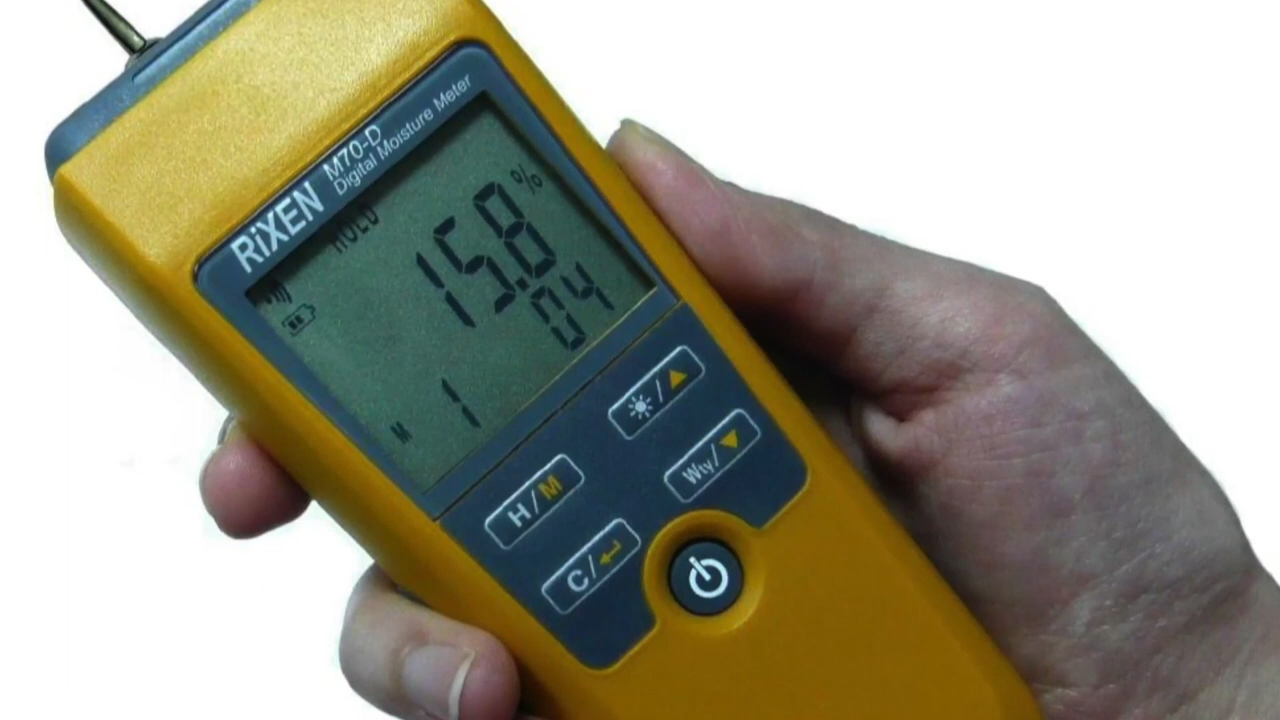 RiXEN M70-D
Digital Moisture Meter
HOLD
15.8 %
04
M 1
H/M
C/
Wty/